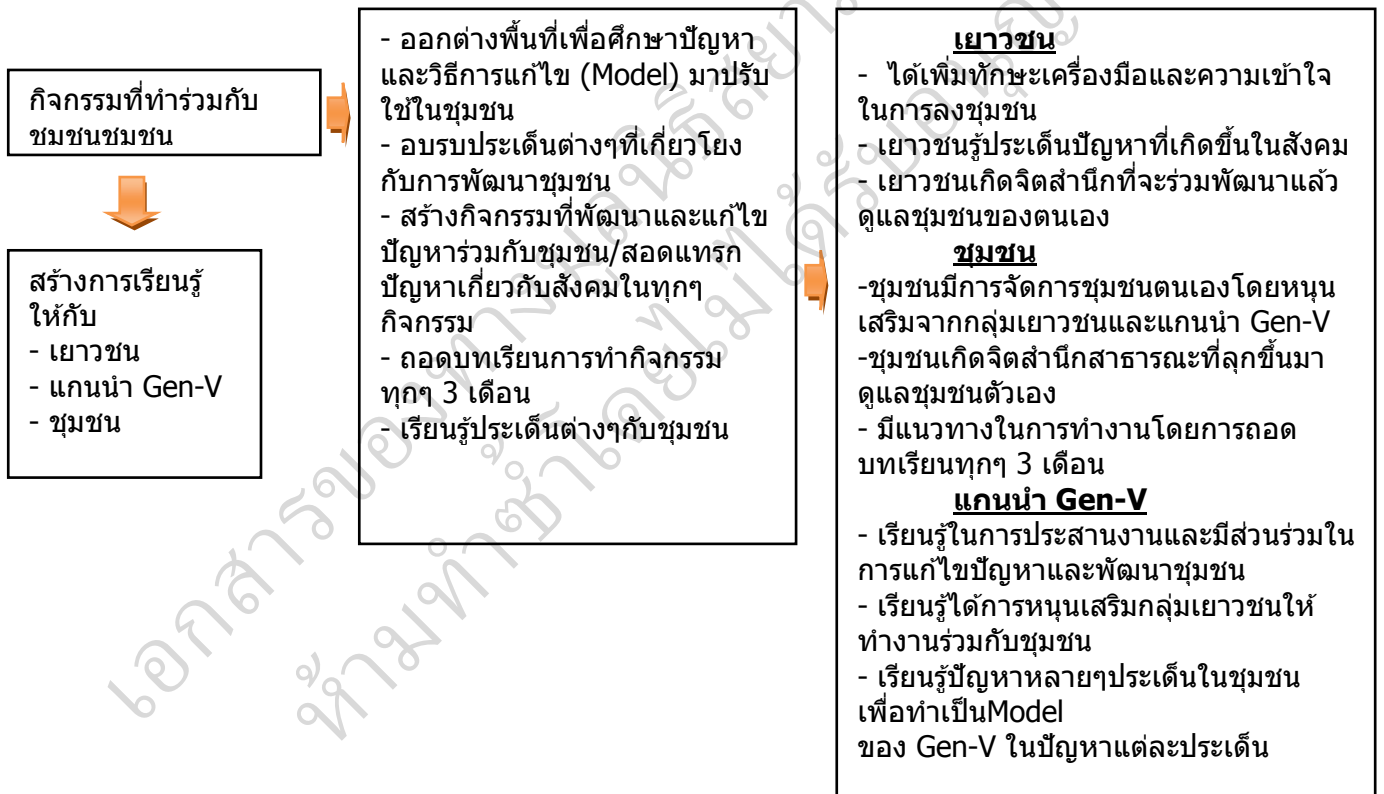 กิจกรรมที่ทำร่วมกับ
ชมชนชมชน
สร้างการเรียนรู้
ให้กับ
- เยาวชน
- แกนนำ Gen-V
- ชุมชน
- ออกต่างพื้นที่เพื่อศึกษาปัญหา
และวิธีการแก้ไข (Model) มาปรับ
ใช้ในชุมชน
- อบรบประเด็นต่างๆที่เกี่ยวโยง
กับการพัฒนาชุมชน
- สร้างกิจกรรมที่พัฒนาและแก้ไข
ปัญหาร่วมกับชุมชน/สอดแทรก
ปัญหาเกี่ยวกับสังคมในทุกๆ
กิจกรรม
- ถอดบทเรียนการทำกิจกรรม
ทุกๆ 3 เดือน
- เรียนรู้ประเด็นต่างๆกับชุมชน
เยาวชน
- ได้เพิ่มทักษะเครื่องมือและความเข้าใจ
ในการลงชุมชน
- เยาวชนรู้ประเด็นปัญหาที่เกิดขึ้นในสังคม
- เยาวชนเกิดจิตสำนึกที่จะร่วมพัฒนาแล้ว
ดูแลชุมชนของตนเอง
ชุมชน
-ชุมชนมีการจัดการชุมชนตนเองโดยหนุน
เสริมจากกลุ่มเยาวชนและแกนนำ Gen-V
-ชุมชนเกิดจิตสำนึกสาธารณะที่ลุกขึ้นมา
ดูแลชุมชนตัวเอง
- มีแนวทางในการทำงานโดยการถอด
บทเรียนทุกๆ 3 เดือน
แกนนำ Gen-V
- เรียนรู้ในการประสานงานและมีส่วนร่วมใน
การแก้ไขปัญหาและพัฒนาชุมชน
- เรียนรู้ได้การหนุนเสริมกลุ่มเยาวชนให้
ทำงานร่วมกับชุมชน
- เรียนรู้ปัญหาหลายๆประเด็นในชุมชน
เพื่อทำเป็นModel
ของ Gen-V ในปัญหาแต่ละประเด็น